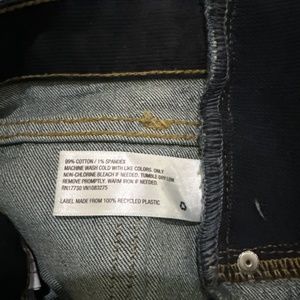 99% COTTON / 1% SPANDEX
MACHINE WASH COLD WITH LIKE COLORS. ONLY
NON-CHLORINE BLEACH IF NEEDED. TUMBLE DRY LOW
REMOVE PROMPTLY. WARM IRON IF NEEDED.
RN17730 VN1083275
LABEL MADE FROM 100% RECYCLED PLASTIC